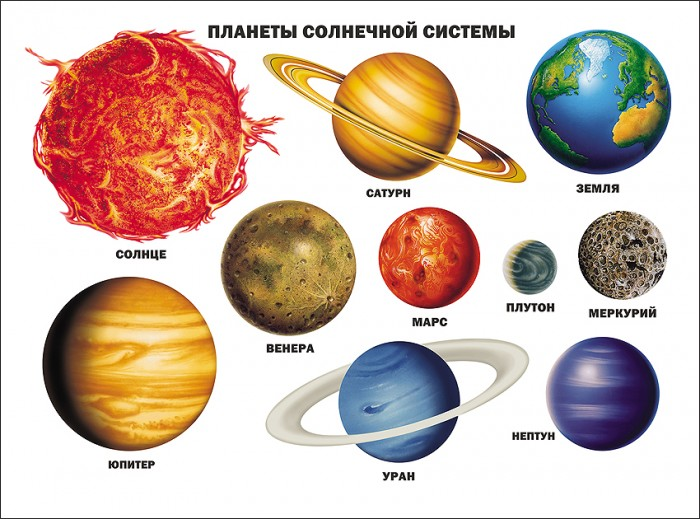 ПЛАНЕТЫ СОЛНЕЧНОЙ СИСТЕМЫ
САТУРН
ЗЕМЛЯ
СОЛНЦЕ
ВЕНЕРА
МАРС
ПЛУТОН
МЕРКУРИЙ
ЮПИТЕР
УРАН
НЕПТУН